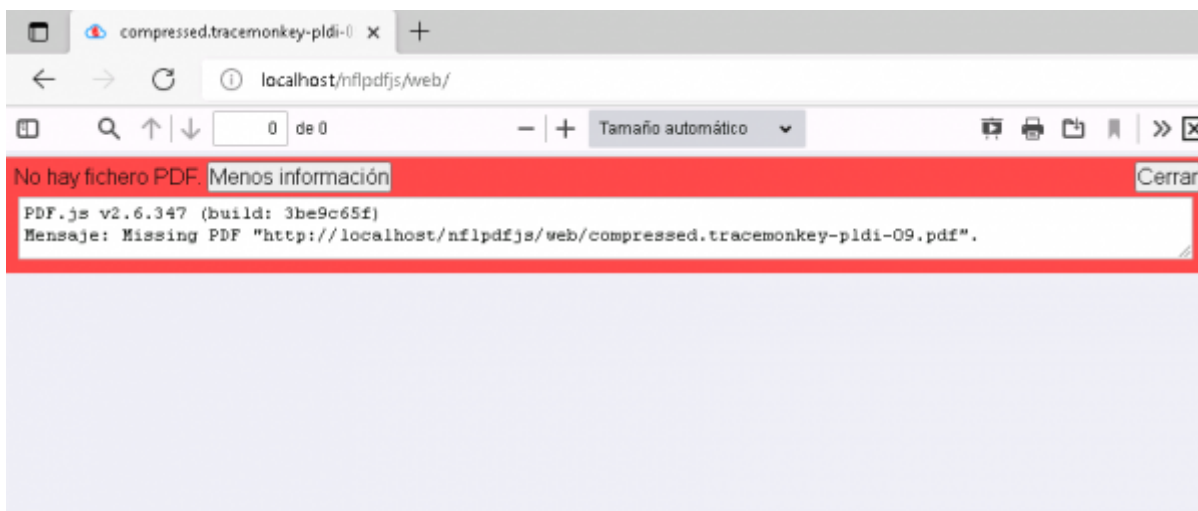 compressed.tracemonkey-pldi-0
localhost/nflpdfjs/web/
0 de 0 Tamaño automático
No hay fichero PDF. Menos información Cerrar
PDF.js v2.6.347 (build: 3be9c65f)
Mensaje: Missing PDF "http://localhost/nflpdfjs/web/compressed.tracemonkey-pldi-09.pdf".